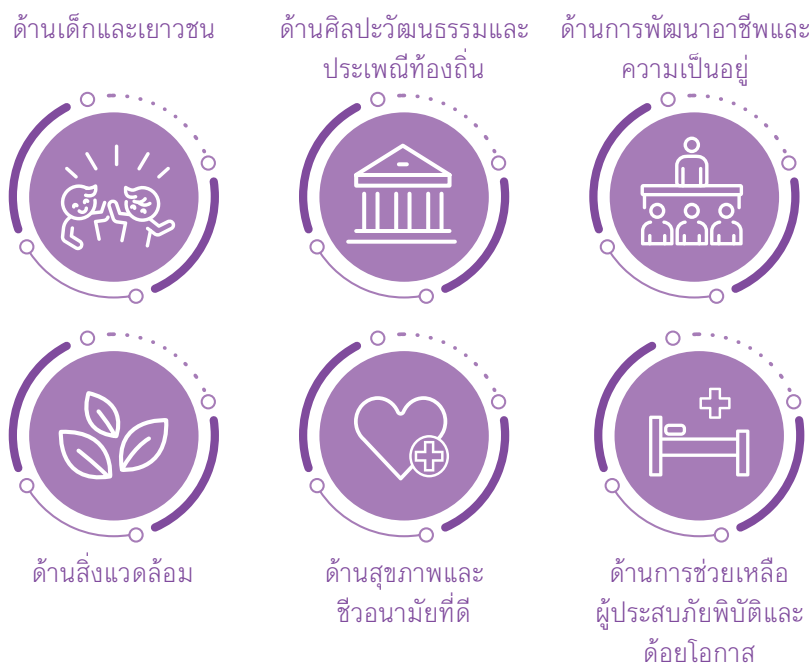 ด้านเด็กและเยาวชน
ด้านศิลปะวัฒนธรรมและ
ประเพณีท้องถิ่น
ด้านการพัฒนาอาชีพและ
ความเป็นอยู่
ด้านสิ่งแวดล้อม
ด้านสุขภาพและ
ชีวอนามัยที่ดี
ด้านการช่วยเหลือ
ผู้ประสบภัยพิบัติและ
ด้อยโอกาส